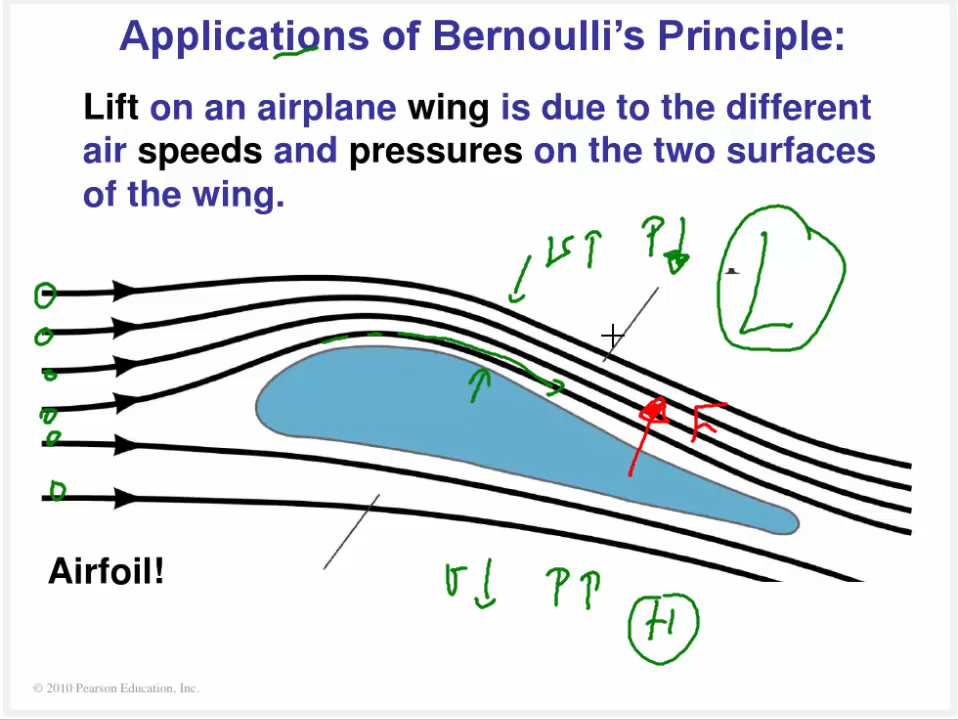 Applications of Bernoulli's Principle:
Lift on an airplane wing is due to the different
air speeds and pressures on the two surfaces
of the wing.
v↑ P↓ L
F
Airfoil!
v↓ P↑ H
© 2010 Pearson Education, Inc.